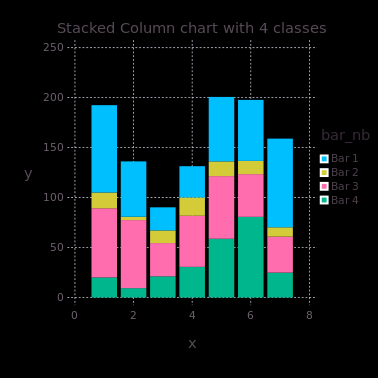 Stacked Column chart with 4 classes
250
200
150
100
50
0
y
0 2 4 6 8
x
bar_nb
Bar 1
Bar 2
Bar 3
Bar 4